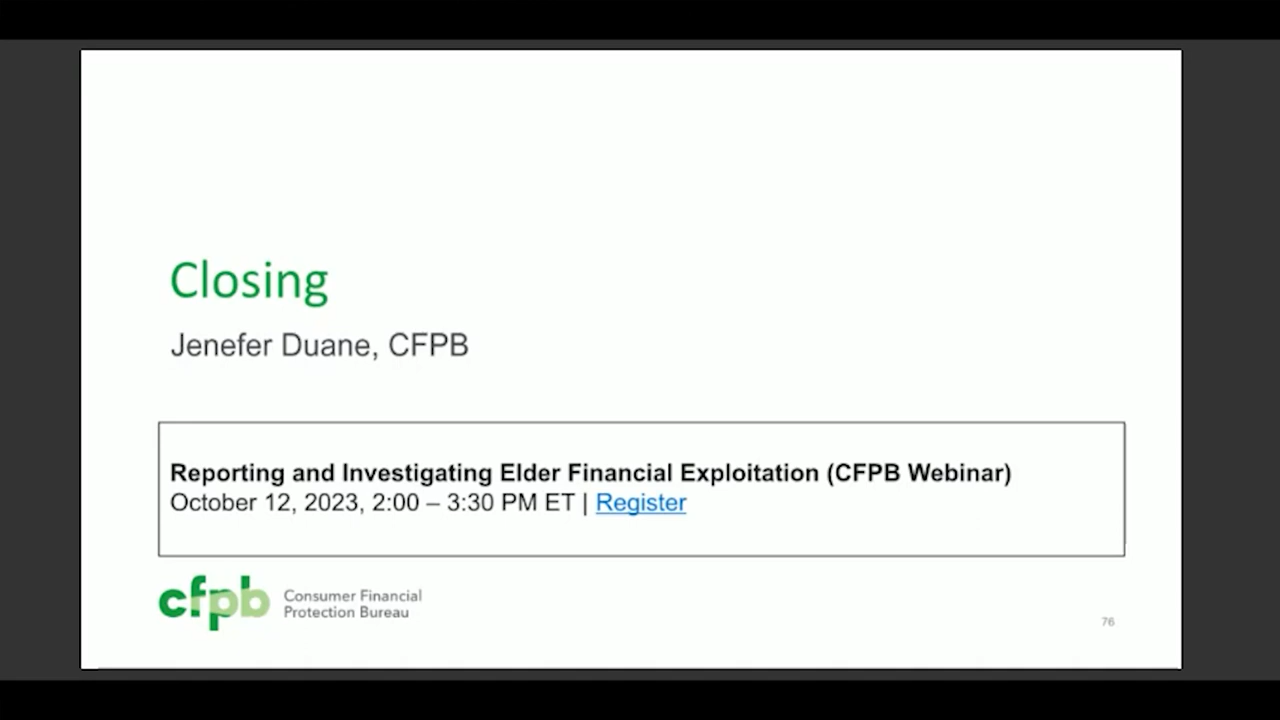 Closing
Jenefer Duane, CFPB
Reporting and Investigating Elder Financial Exploitation (CFPB Webinar)
October 12, 2023, 2:00 – 3:30 PM ET | Register
cfpb
Consumer Financial
Protection Bureau
76